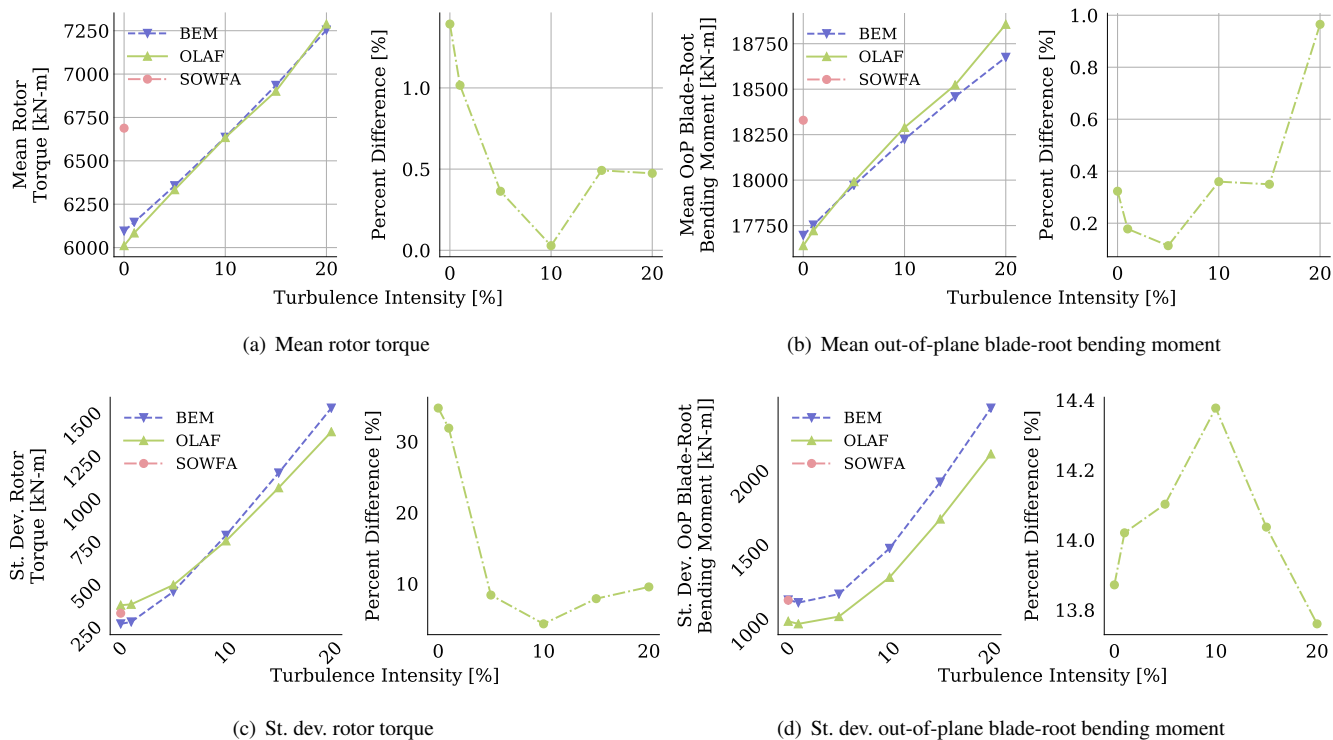 Mean Rotor
Torque [kN-m]
7250
7000
6750
6500
6250
6000
BEM
OLAF
SOWFA
0
10
20
Percent Difference [%]
1.0
0.5
0.0
0
10
20
Turbulence Intensity [%]
(a) Mean rotor torque
Mean OoP Blade-Root
Bending Moment [kN-m]]
18750
18500
18250
18000
17750
BEM
OLAF
SOWFA
0
10
20
Percent Difference [%]
1.0
0.8
0.6
0.4
0.2
0
10
20
Turbulence Intensity [%]
(b) Mean out-of-plane blade-root bending moment
St. Dev. Rotor
Torque [kN-m]
1500
1250
1000
750
500
250
BEM
OLAF
SOWFA
0
10
20
Percent Difference [%]
30
20
10
0
10
20
Turbulence Intensity [%]
(c) St. dev. rotor torque
St. Dev. OoP Blade-Root
Bending Moment [kN-m]]
2000
1500
1000
BEM
OLAF
SOWFA
0
10
20
Percent Difference [%]
14.4
14.2
14.0
13.8
0
10
20
Turbulence Intensity [%]
(d) St. dev. out-of-plane blade-root bending moment